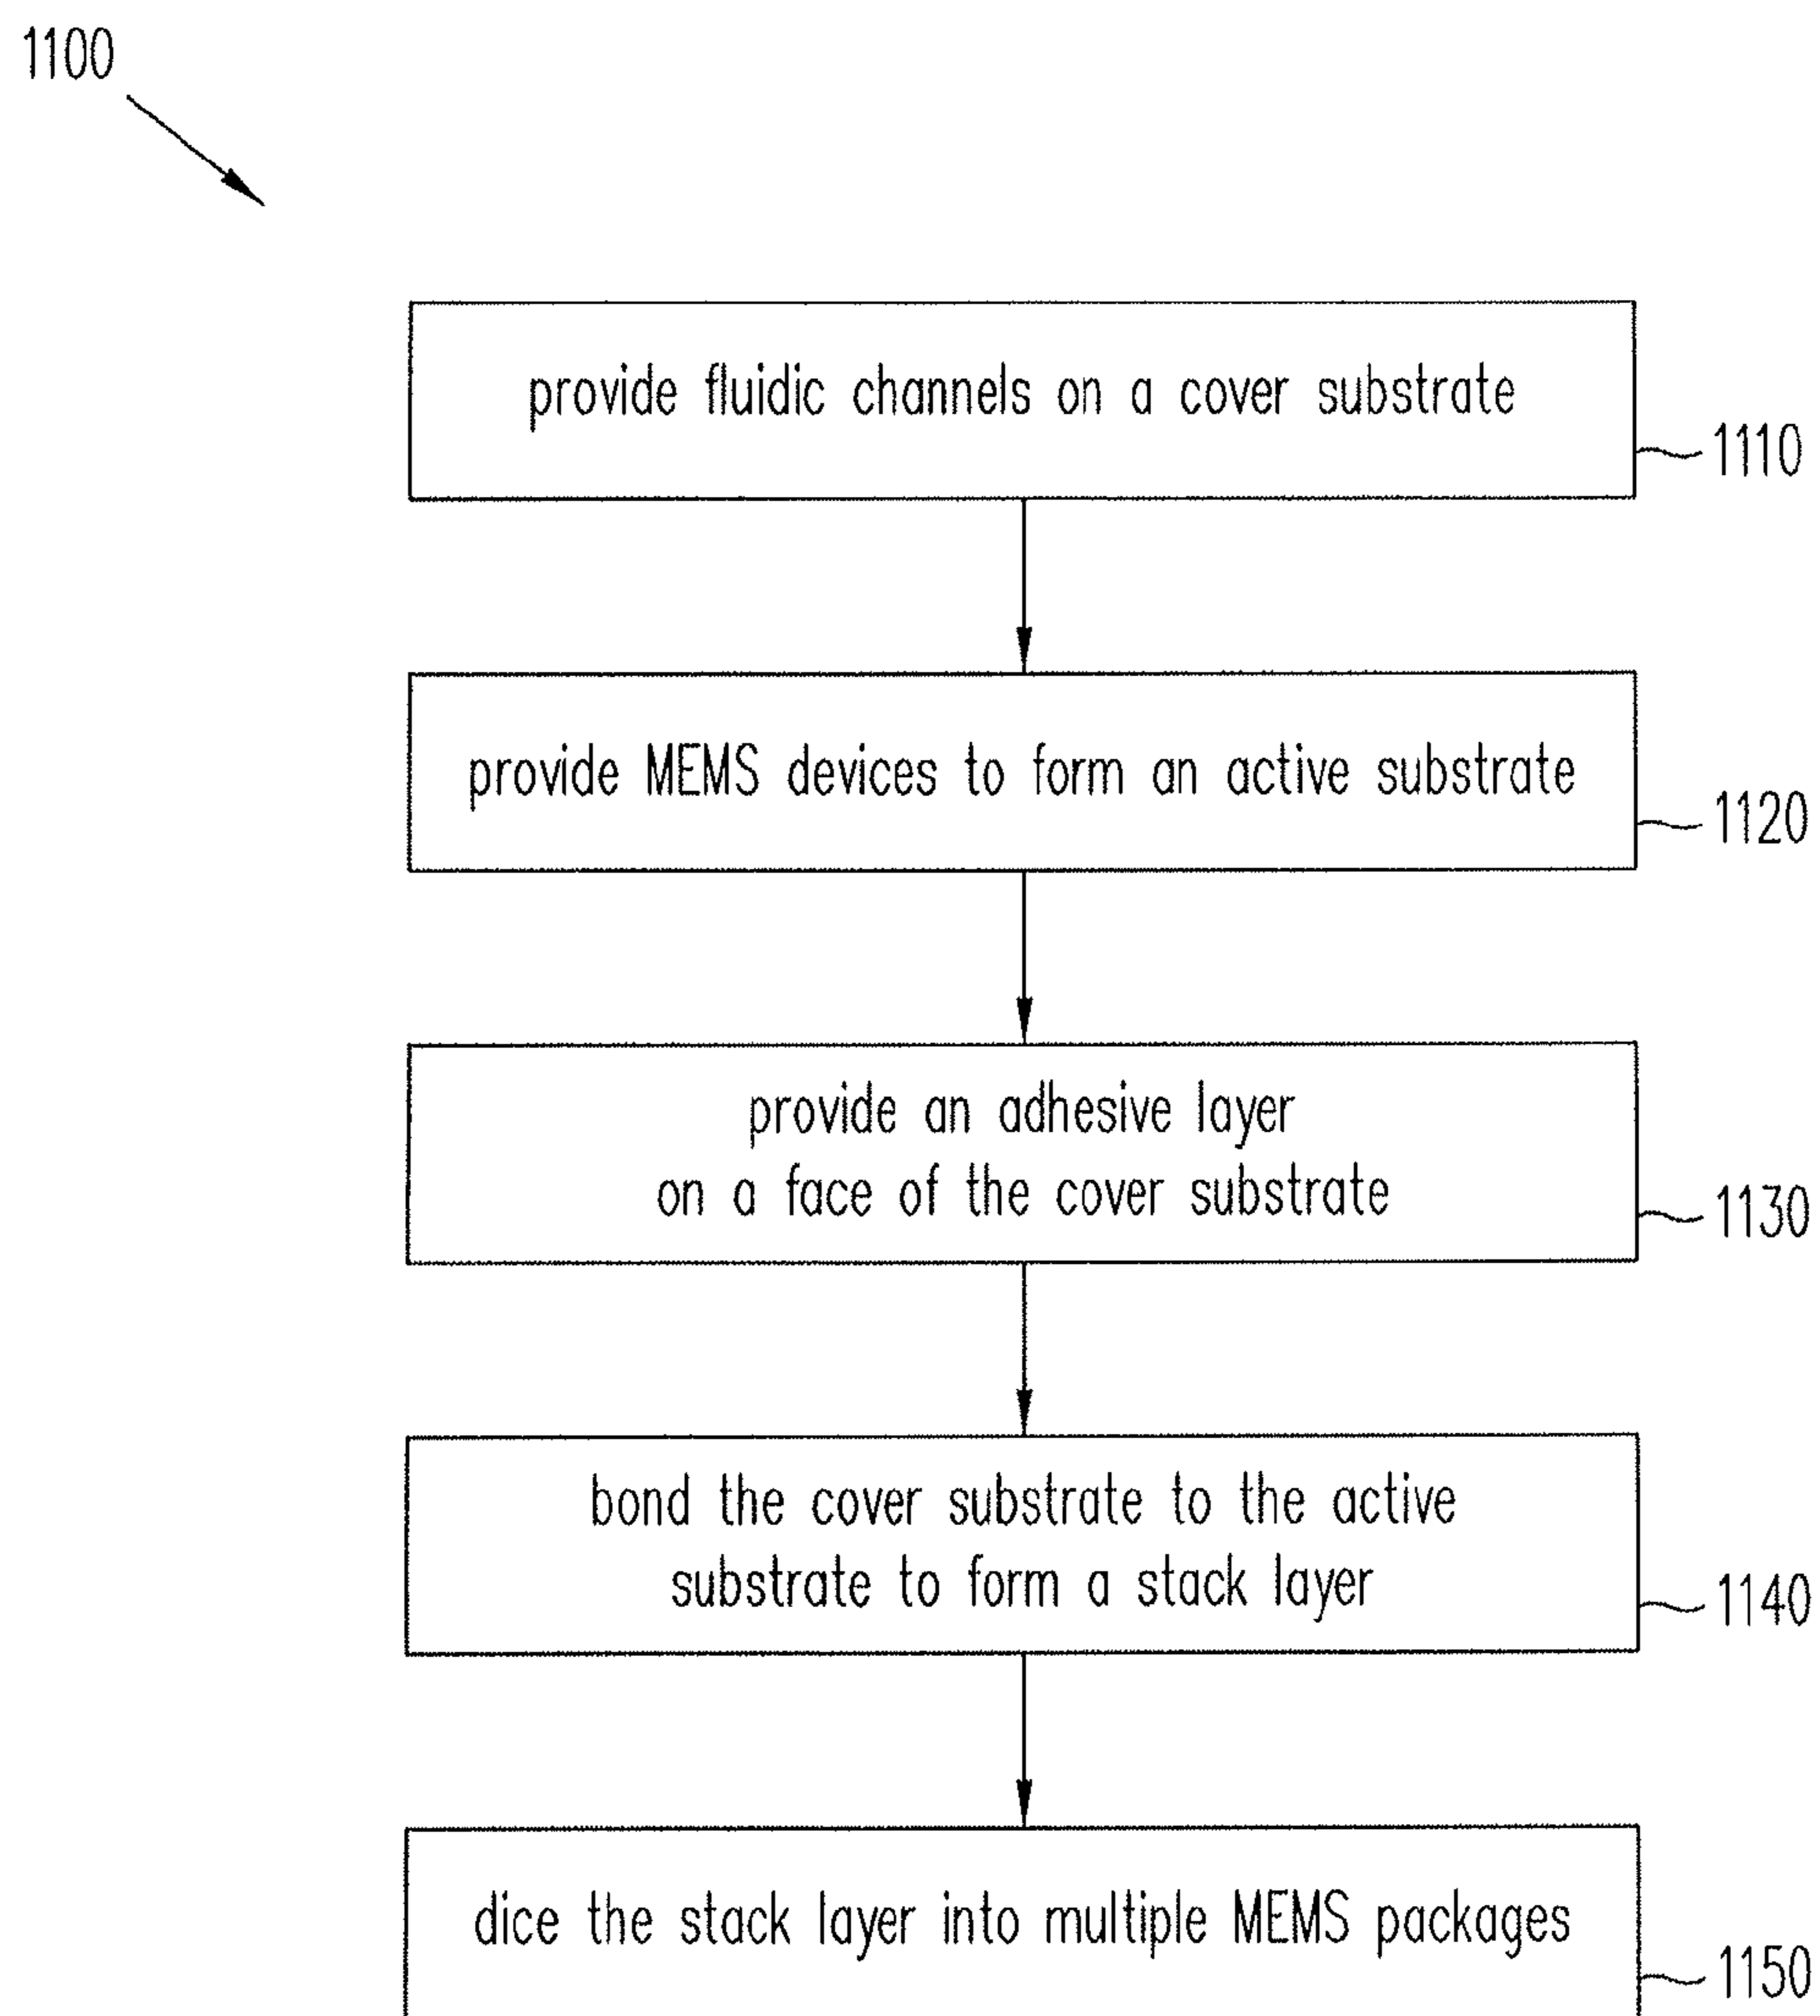 1100
provide fluidic channels on a cover substrate
1110
provide MEMS devices to form an active substrate
1120
provide an adhesive layer
on a face of the cover substrate
1130
bond the cover substrate to the active
substrate to form a stack layer
1140
dice the stack layer into multiple MEMS packages
1150